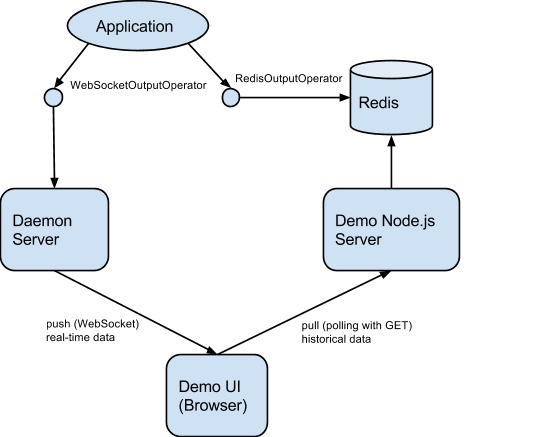 Application
WebSocketOutputOperator
RedisOutputOperator
Redis
Daemon
Server
Demo Node.js
Server
push (WebSocket)
real-time data
pull (polling with GET)
historical data
Demo UI
(Browser)